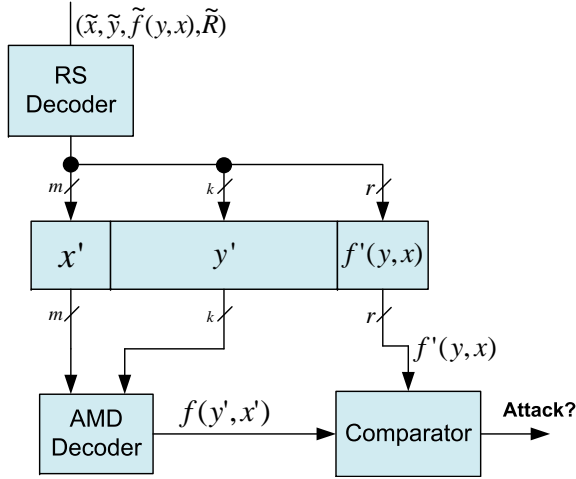 (x̃, ỹ, f̃(y,x), R̃)
RS
Decoder
m
k
r
x'
y'
f'(y,x)
m
k
r
f'(y,x)
AMD
Decoder
f(y',x')
Comparator
Attack?